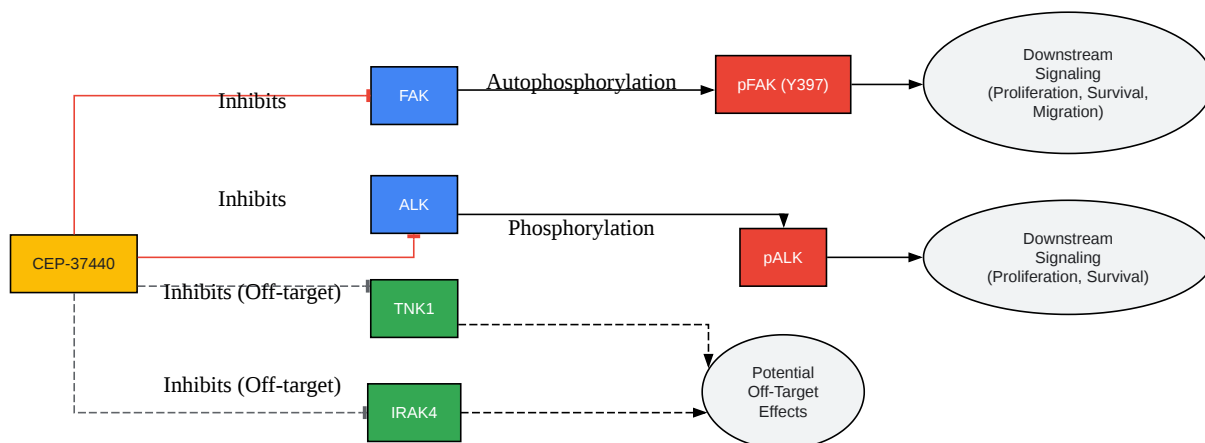 Inhibits
FAK
Autophosphorylation
pFAK (Y397)
Downstream
Signaling
(Proliferation, Survival,
Migration)
Inhibits
ALK
Phosphorylation
pALK
Downstream
Signaling
(Proliferation, Survival)
CEP-37440
Inhibits (Off-target)
TNK1
Inhibits (Off-target)
IRAK4
Potential
Off-Target
Effects